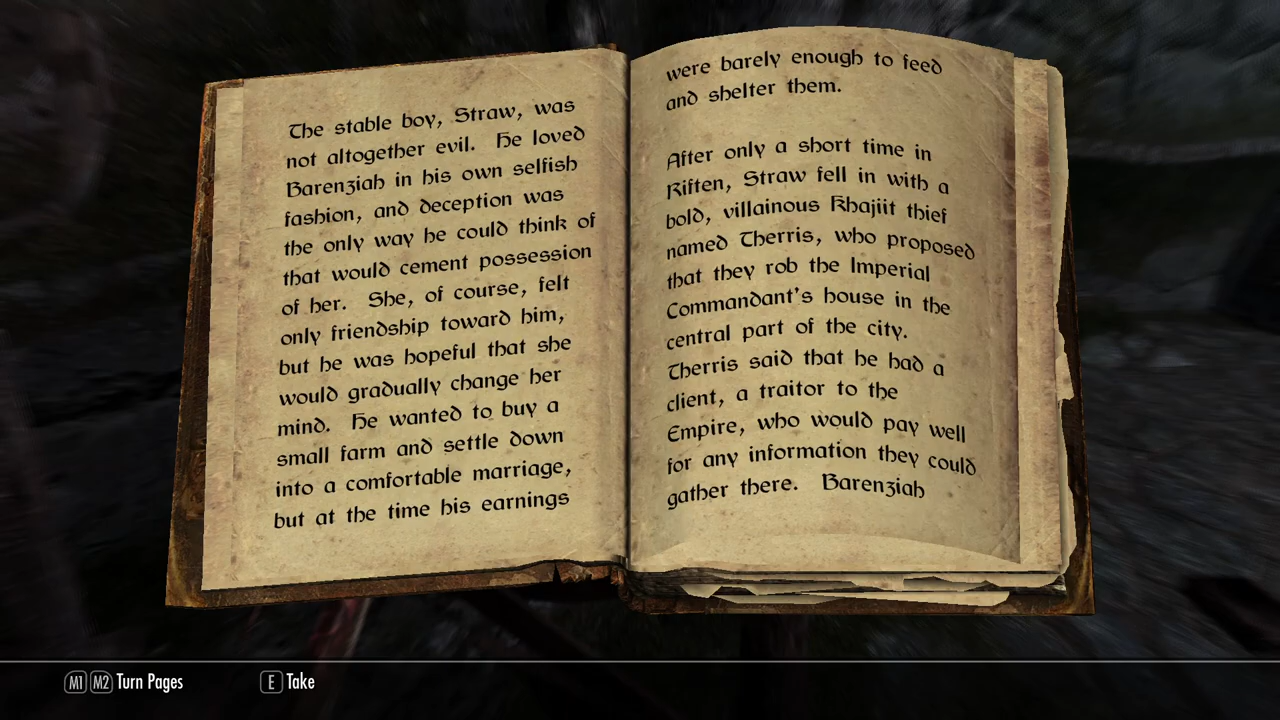 The stable boy, Straw, was
not altogether evil.  He loved
Barenziah in his own selfish
fashion, and deception was
the only way he could think of
that would cement possession
of her.  She, of course, felt
only friendship toward him,
but he was hopeful that she
would gradually change her
mind.  He wanted to buy a
small farm and settle down
into a comfortable marriage,
but at the time his earnings
were barely enough to feed
and shelter them.
After only a short time in
Riften, Straw fell in with a
bold, villainous Khajiit thief
named Therris, who proposed
that they rob the Imperial
Commandant's house in the
central part of the city.
Therris said that he had a
client, a traitor to the
Empire, who would pay well
for any information they could
gather there.  Barenziah
M1 M2 Turn Pages
E Take